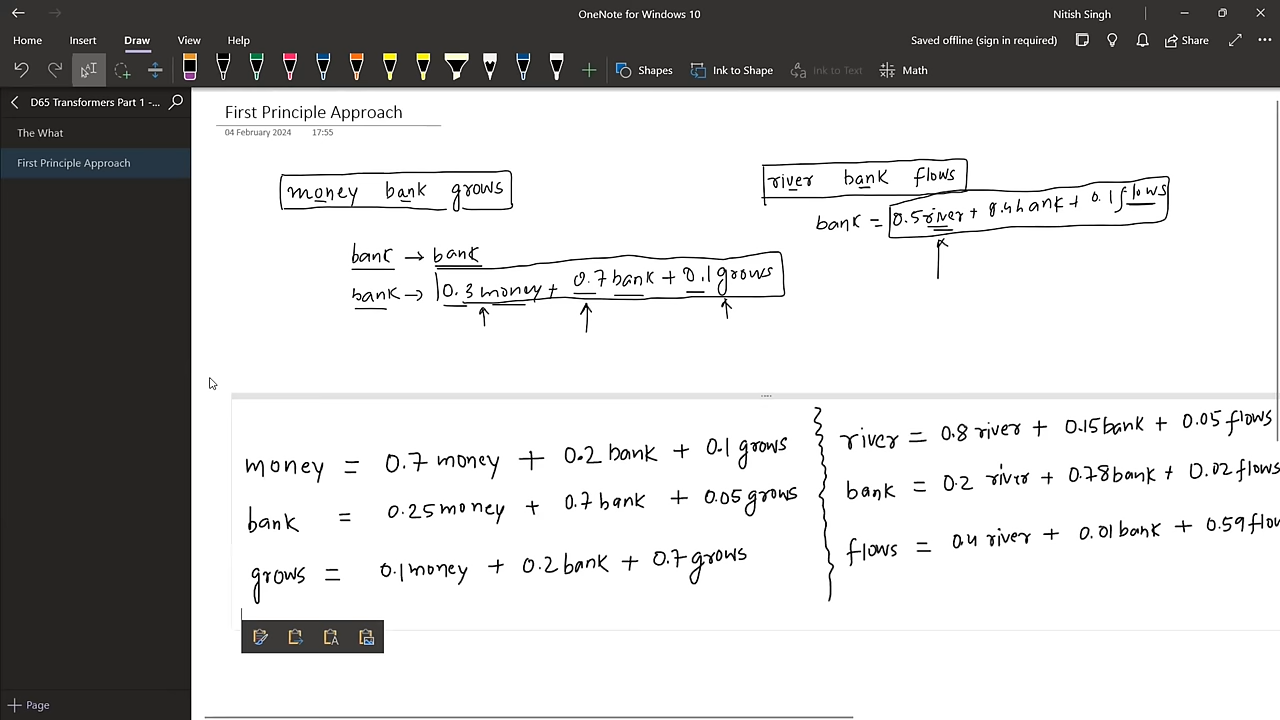 OneNote for Windows 10
Nitish Singh
Home Insert Draw View Help
Saved offline (sign in required)
Share
Shapes
Ink to Shape
Ink to Text
Math
D65 Transformers Part 1 -...
The What
First Principle Approach
Page
First Principle Approach
04 February 2024 17:55
money bank grows
bank → bank
bank → 0.3 money + 0.7 bank + 0.1 grows
river bank flows
bank = 0.5 river + 0.4 bank + 0.1 flows
money = 0.7 money + 0.2 bank + 0.1 grows
bank = 0.25 money + 0.7 bank + 0.05 grows
grows = 0.1 money + 0.2 bank + 0.7 grows
river = 0.8 river + 0.15 bank + 0.05 flows
bank = 0.2 river + 0.78 bank + 0.02 flows
flows = 0.4 river + 0.01 bank + 0.59 flow